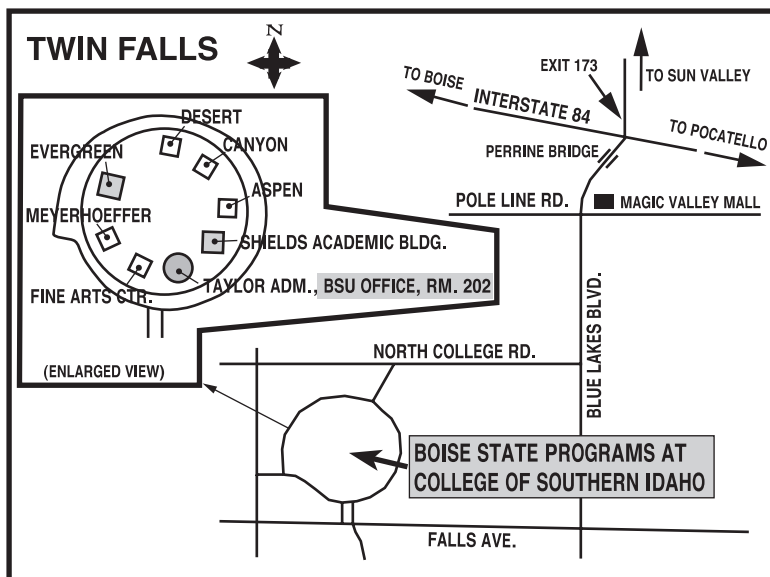 TWIN FALLS
N
EXIT 173
TO SUN VALLEY
TO BOISE
INTERSTATE 84
TO POCATELLO
PERRINE BRIDGE
POLE LINE RD.
MAGIC VALLEY MALL
DESERT
CANYON
EVERGREEN
ASPEN
MEYERHOEFFER
SHIELDS ACADEMIC BLDG.
TAYLOR ADM., BSU OFFICE, RM. 202
FINE ARTS CTR.
(ENLARGED VIEW)
NORTH COLLEGE RD.
BLUE LAKES BLVD.
BOISE STATE PROGRAMS AT
COLLEGE OF SOUTHERN IDAHO
FALLS AVE.